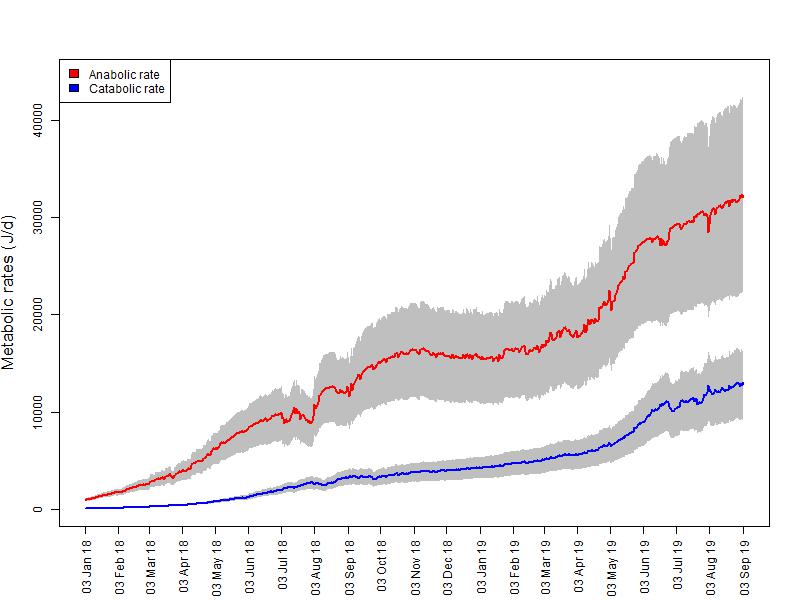 Anabolic rate
Catabolic rate
Metabolic rates (J/d)
40000
30000
20000
10000
0
03 Jan 18
03 Feb 18
03 Mar 18
03 Apr 18
03 May 18
03 Jun 18
03 Jul 18
03 Aug 18
03 Sep 18
03 Oct 18
03 Nov 18
03 Dec 18
03 Jan 19
03 Feb 19
03 Mar 19
03 Apr 19
03 May 19
03 Jun 19
03 Jul 19
03 Aug 19
03 Sep 19